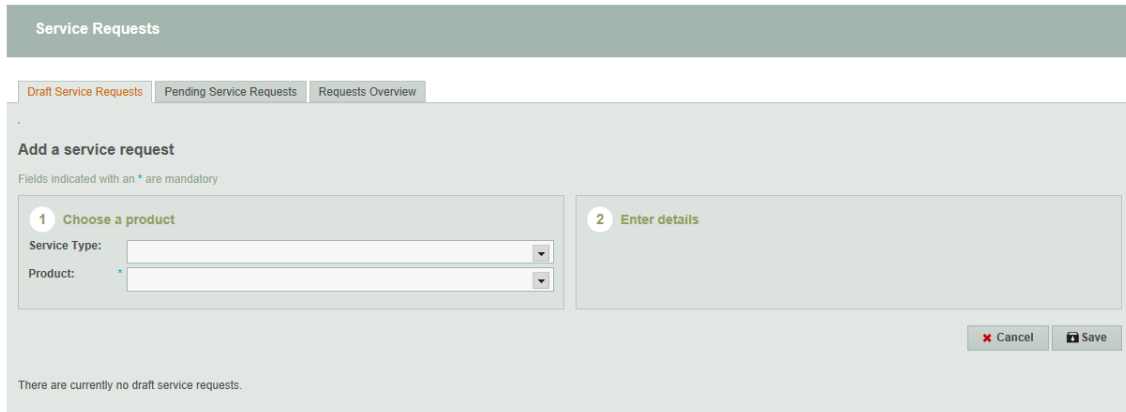 Service Requests
Draft Service Requests Pending Service Requests Requests Overview
.
Add a service request
Fields indicated with an * are mandatory
1 Choose a product
Service Type:
Product: *
2 Enter details
Cancel Save
There are currently no draft service requests.